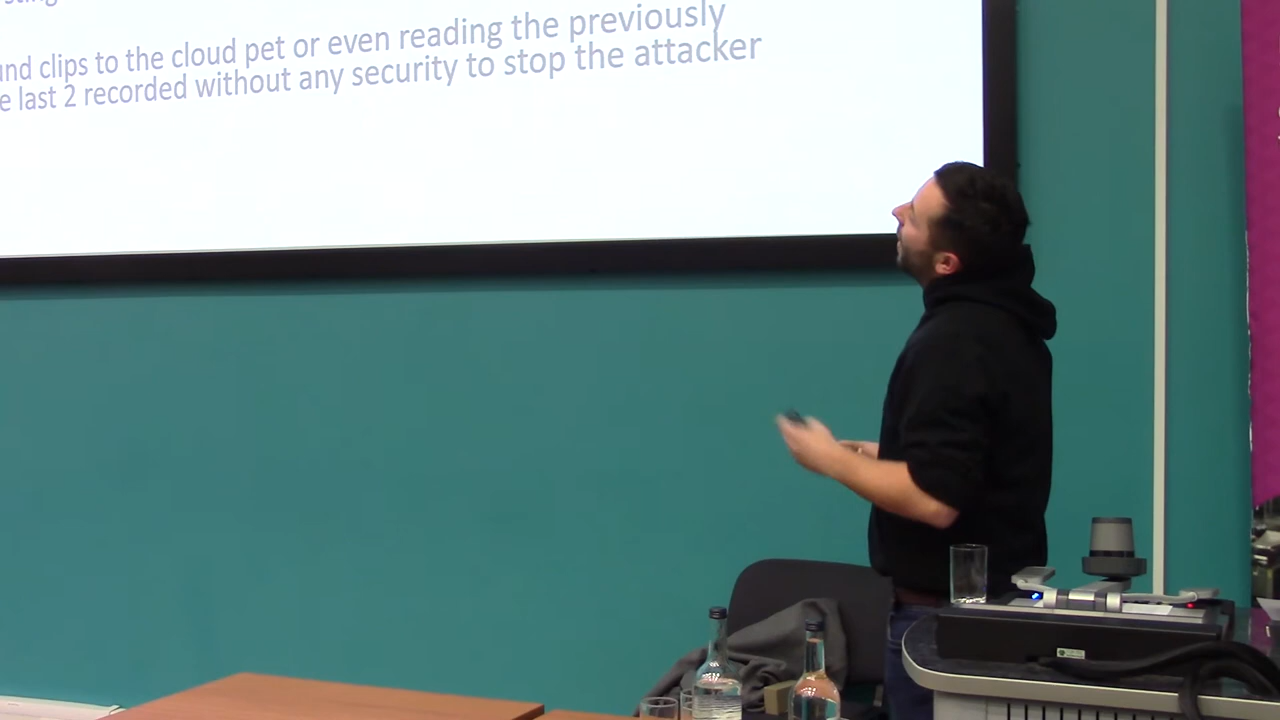 clips to the cloud pet or even reading the previously
last 2 recorded without any security to stop the attacker